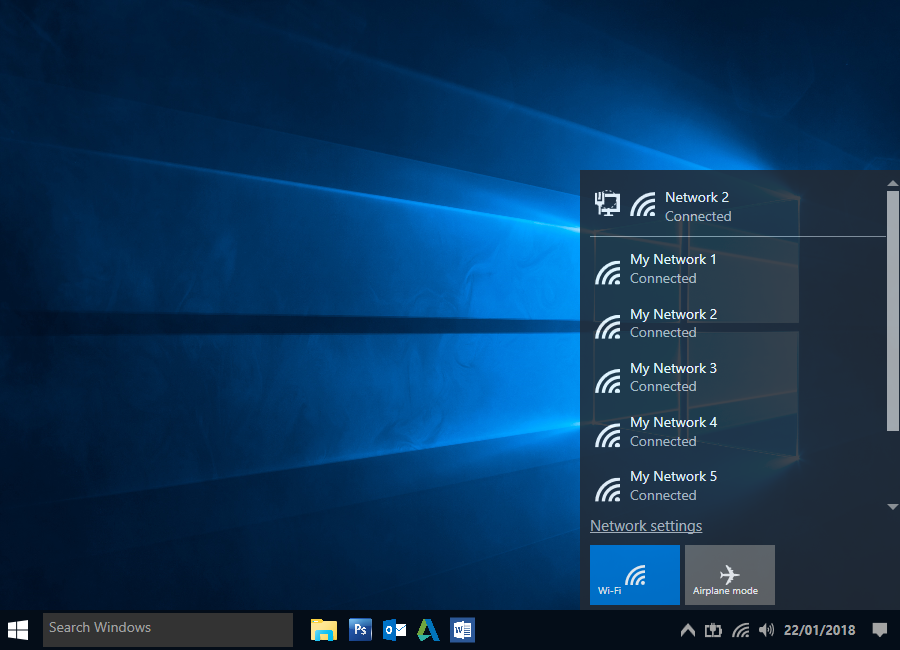 Network 2
Connected
My Network 1
Connected
My Network 2
Connected
My Network 3
Connected
My Network 4
Connected
My Network 5
Connected
Network settings
Wi-Fi
Airplane mode
Search Windows
Ps
o
W
22/01/2018